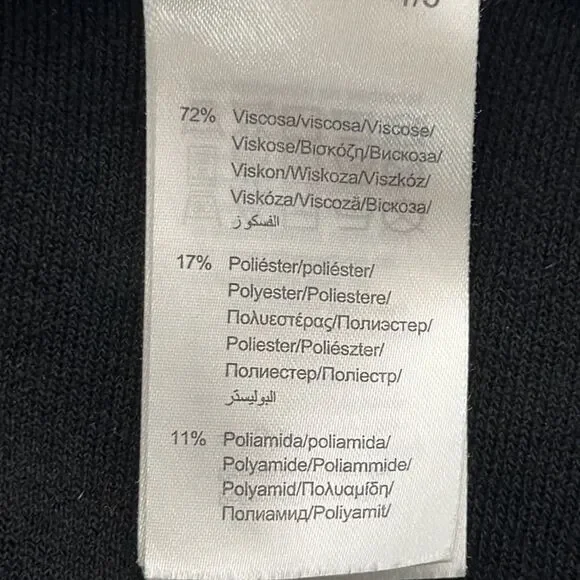 72% Viscosa/viscosa/Viscose/
Viskose/Βισκόζη/Вискоза/
Viskon/Wiskoza/Viszkóz/
Viskóza/Viscoză/Віскоза/
الفسكوز
17% Poliéster/poliéster/
Polyester/Poliestere/
Πολυεστέρας/Полиэстер/
Poliester/Poliészter/
Полиестер/Поліестр/
البوليستر
11% Poliamida/poliamida/
Polyamide/Poliammide/
Polyamid/Πολυαμίδη/
Полиамид/Poliyamit/